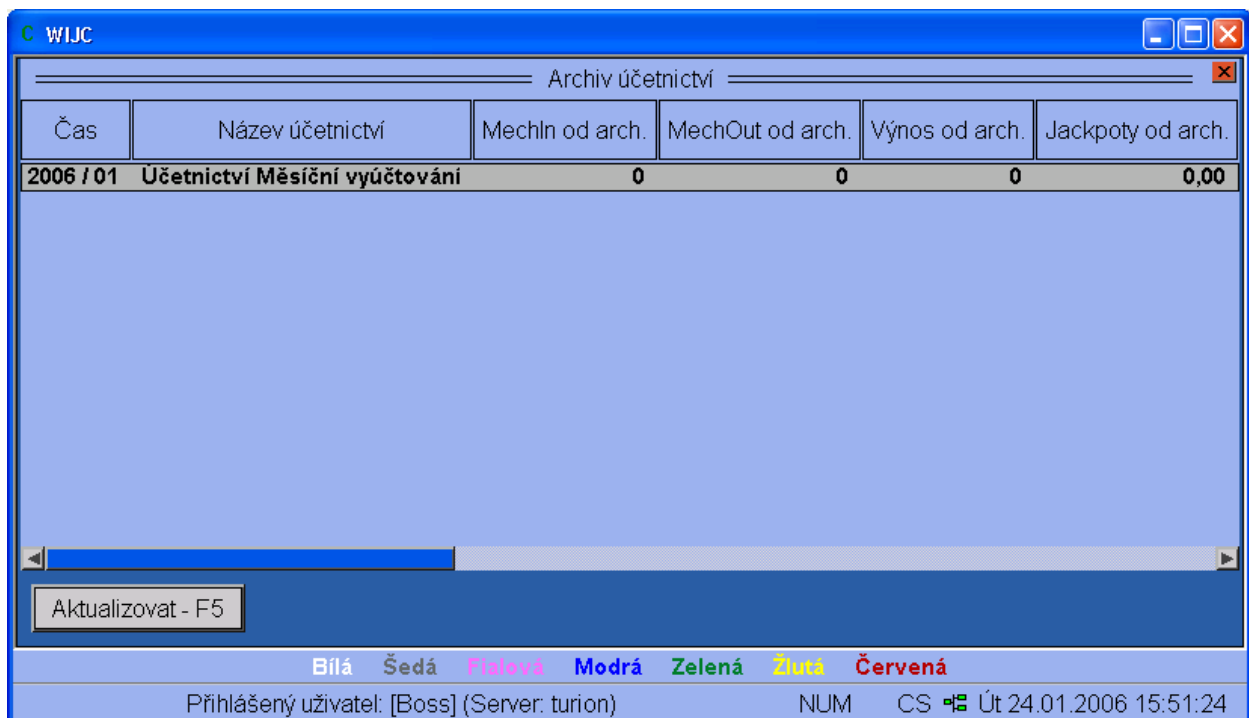 C WIJC
Archiv účetnictví
Čas Název účetnictví MechIn od arch. MechOut od arch. Výnos od arch. Jackpoty od arch.
2006 / 01 Účetnictví Měsíční vyúčtování 0 0 0 0,00
Aktualizovat - F5
Bílá Šedá Fialová Modrá Zelená Žlutá Červená
Přihlášený uživatel: [Boss] (Server: turion) NUM CS Út 24.01.2006 15:51:24